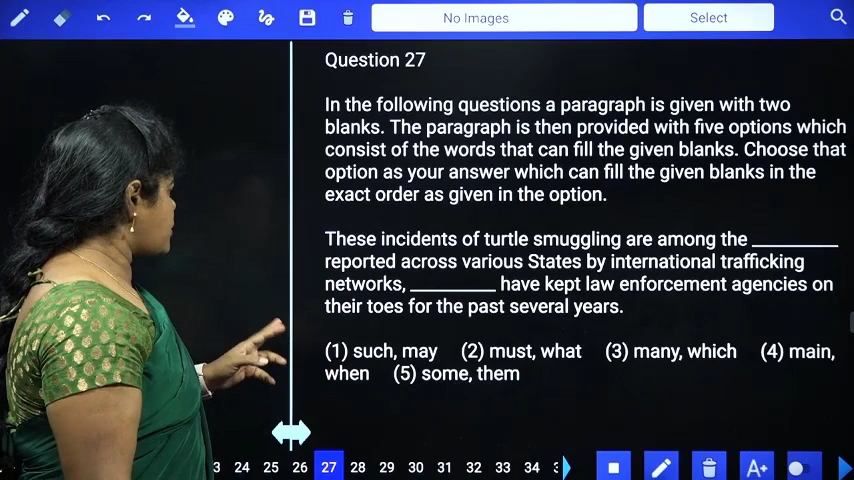 No Images
Select
Question 27
In the following questions a paragraph is given with two
blanks. The paragraph is then provided with five options which
consist of the words that can fill the given blanks. Choose that
option as your answer which can fill the given blanks in the
exact order as given in the option.
These incidents of turtle smuggling are among the _________
reported across various States by international trafficking
networks, _________ have kept law enforcement agencies on
their toes for the past several years.
(1) such, may (2) must, what (3) many, which (4) main,
when (5) some, them
3 24 25 26 27 28 29 30 31 32 33 34
A+